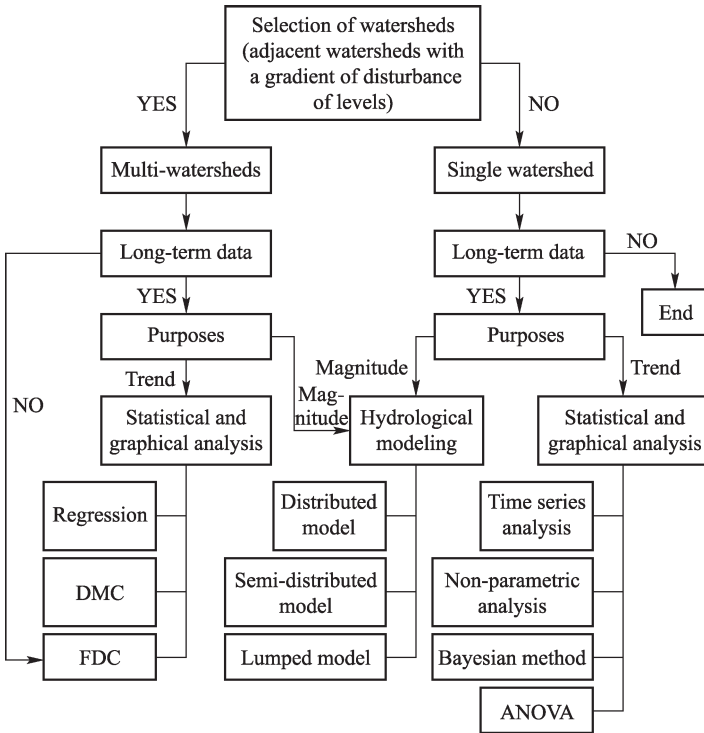 Selection of watersheds
(adjacent watersheds with
a gradient of disturbance
of levels)
YES
NO
Multi-watersheds
Single watershed
Long-term data
Long-term data
NO
YES
YES
End
Purposes
Purposes
NO
Trend
Mag-
nitude
Magnitude
Trend
Statistical and
graphical analysis
Hydrological
modeling
Statistical and
graphical analysis
Regression
DMC
FDC
Distributed
model
Semi-distributed
model
Lumped model
Time series
analysis
Non-parametric
analysis
Bayesian method
ANOVA